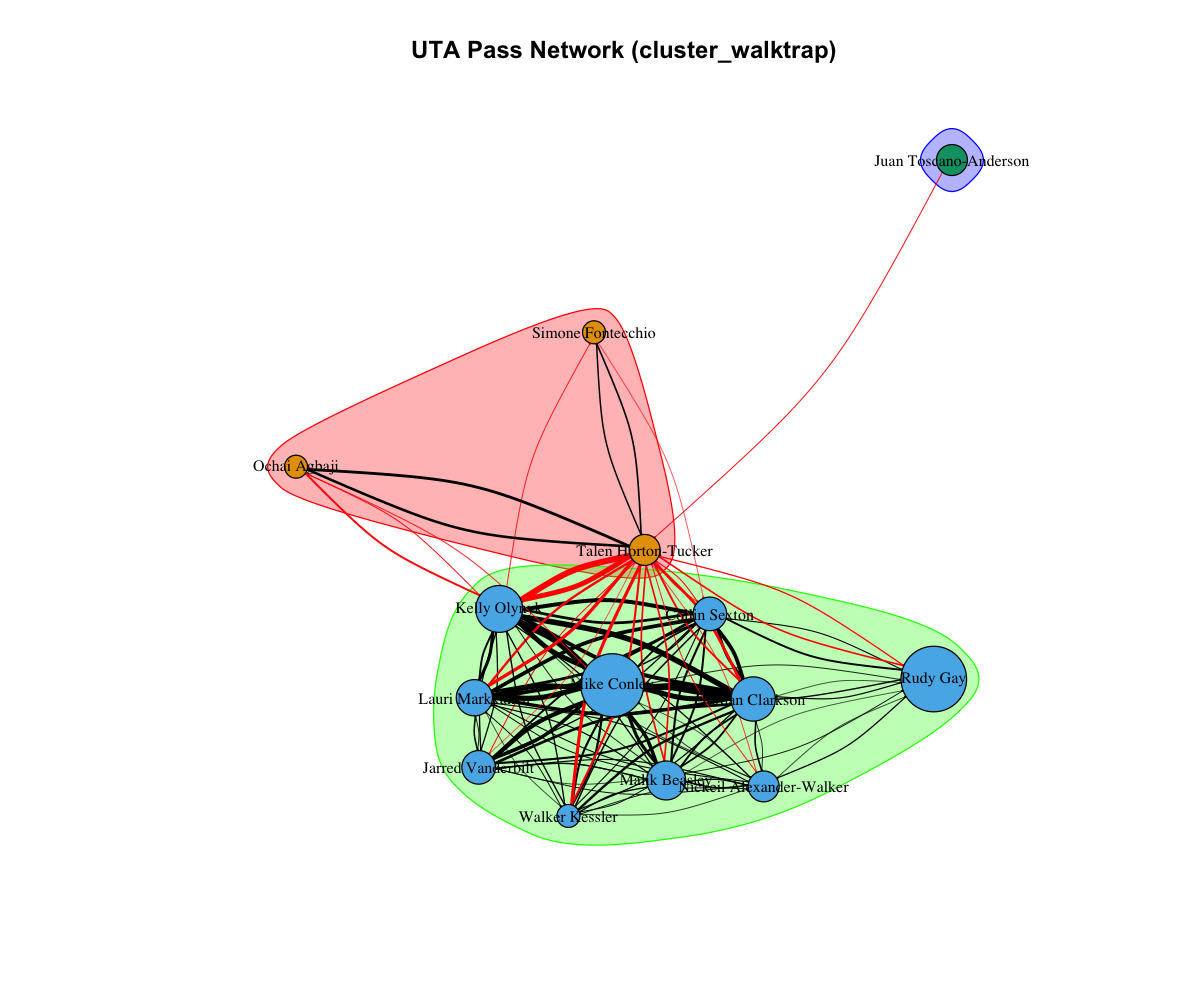 UTA Pass Network (cluster_walktrap)
Juan Toscano-Anderson
Simone Fontecchio
Ochai Agbaji
Talen Horton-Tucker
Kelly Olynyk
Collin Sexton
Rudy Gay
Mike Conley
Lauri Markkanen
Jordan Clarkson
Jarred Vanderbilt
Malik Beasley
Nickeil Alexander-Walker
Walker Kessler